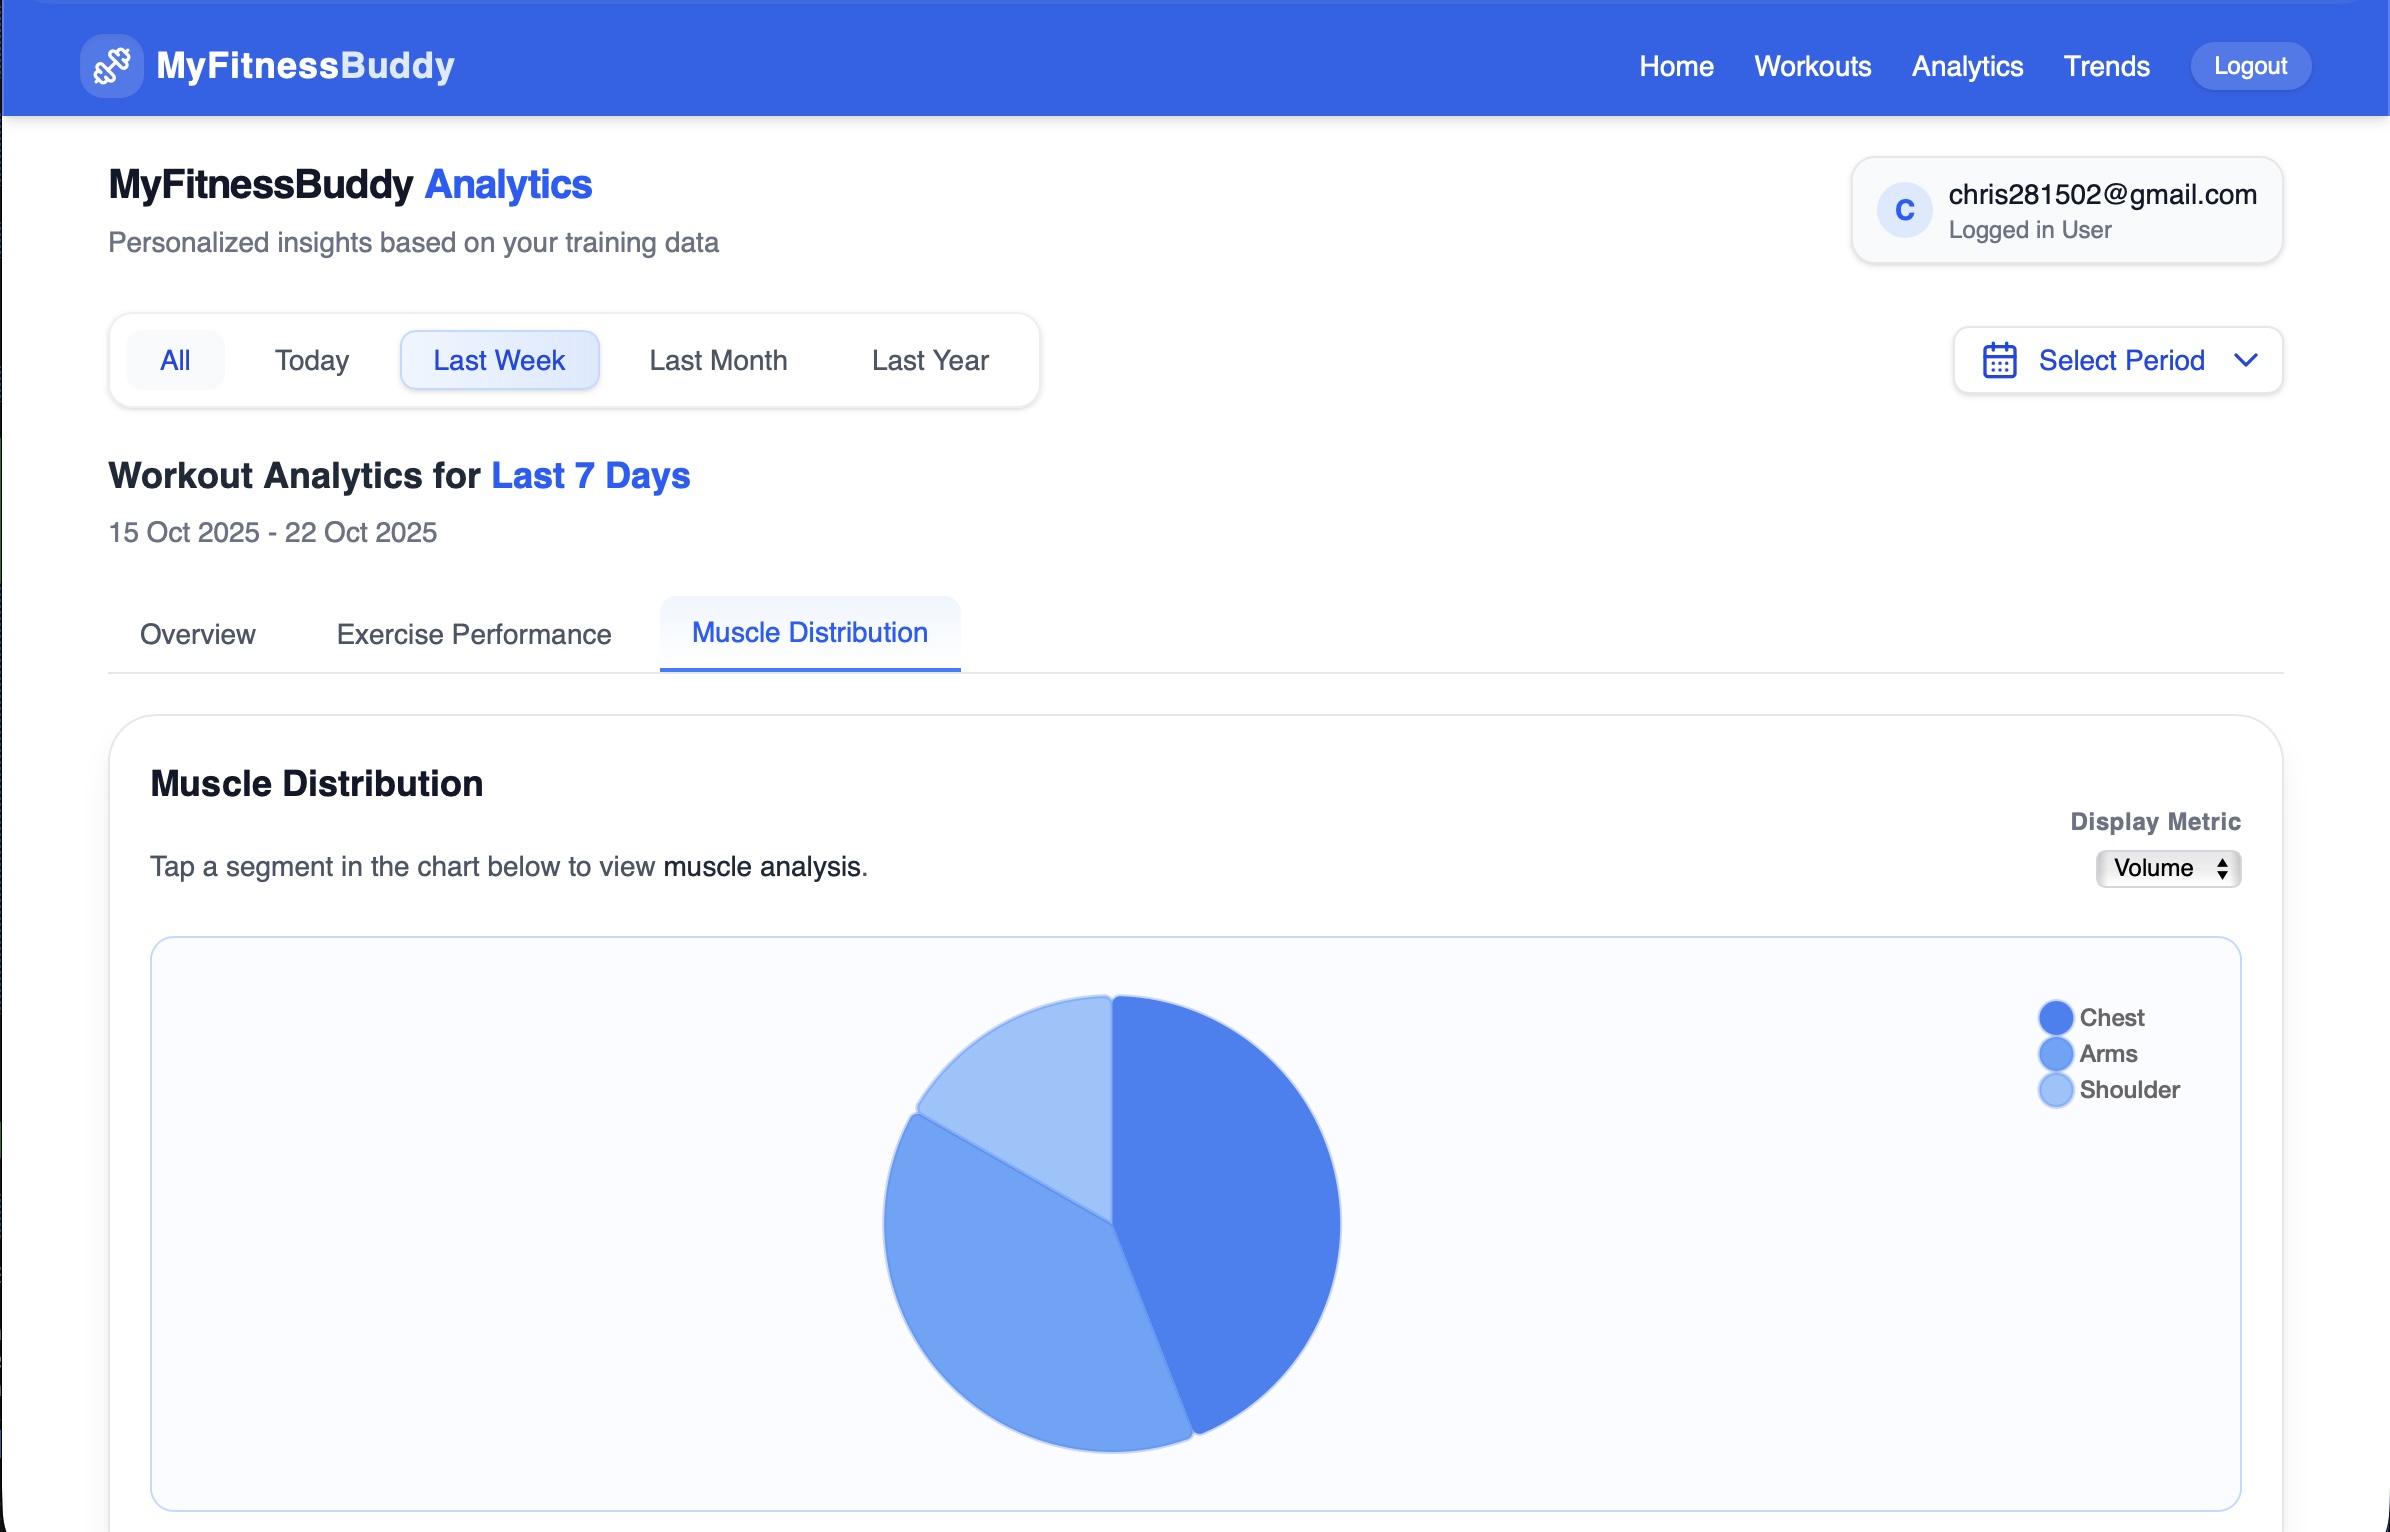 MyFitnessBuddy
Home Workouts Analytics Trends Logout
MyFitnessBuddy Analytics
Personalized insights based on your training data
C
chris281502@gmail.com
Logged in User
All Today Last Week Last Month Last Year
Select Period
Workout Analytics for Last 7 Days
15 Oct 2025 - 22 Oct 2025
Overview Exercise Performance Muscle Distribution
Muscle Distribution
Display Metric
Tap a segment in the chart below to view muscle analysis.
Volume
Chest
Arms
Shoulder